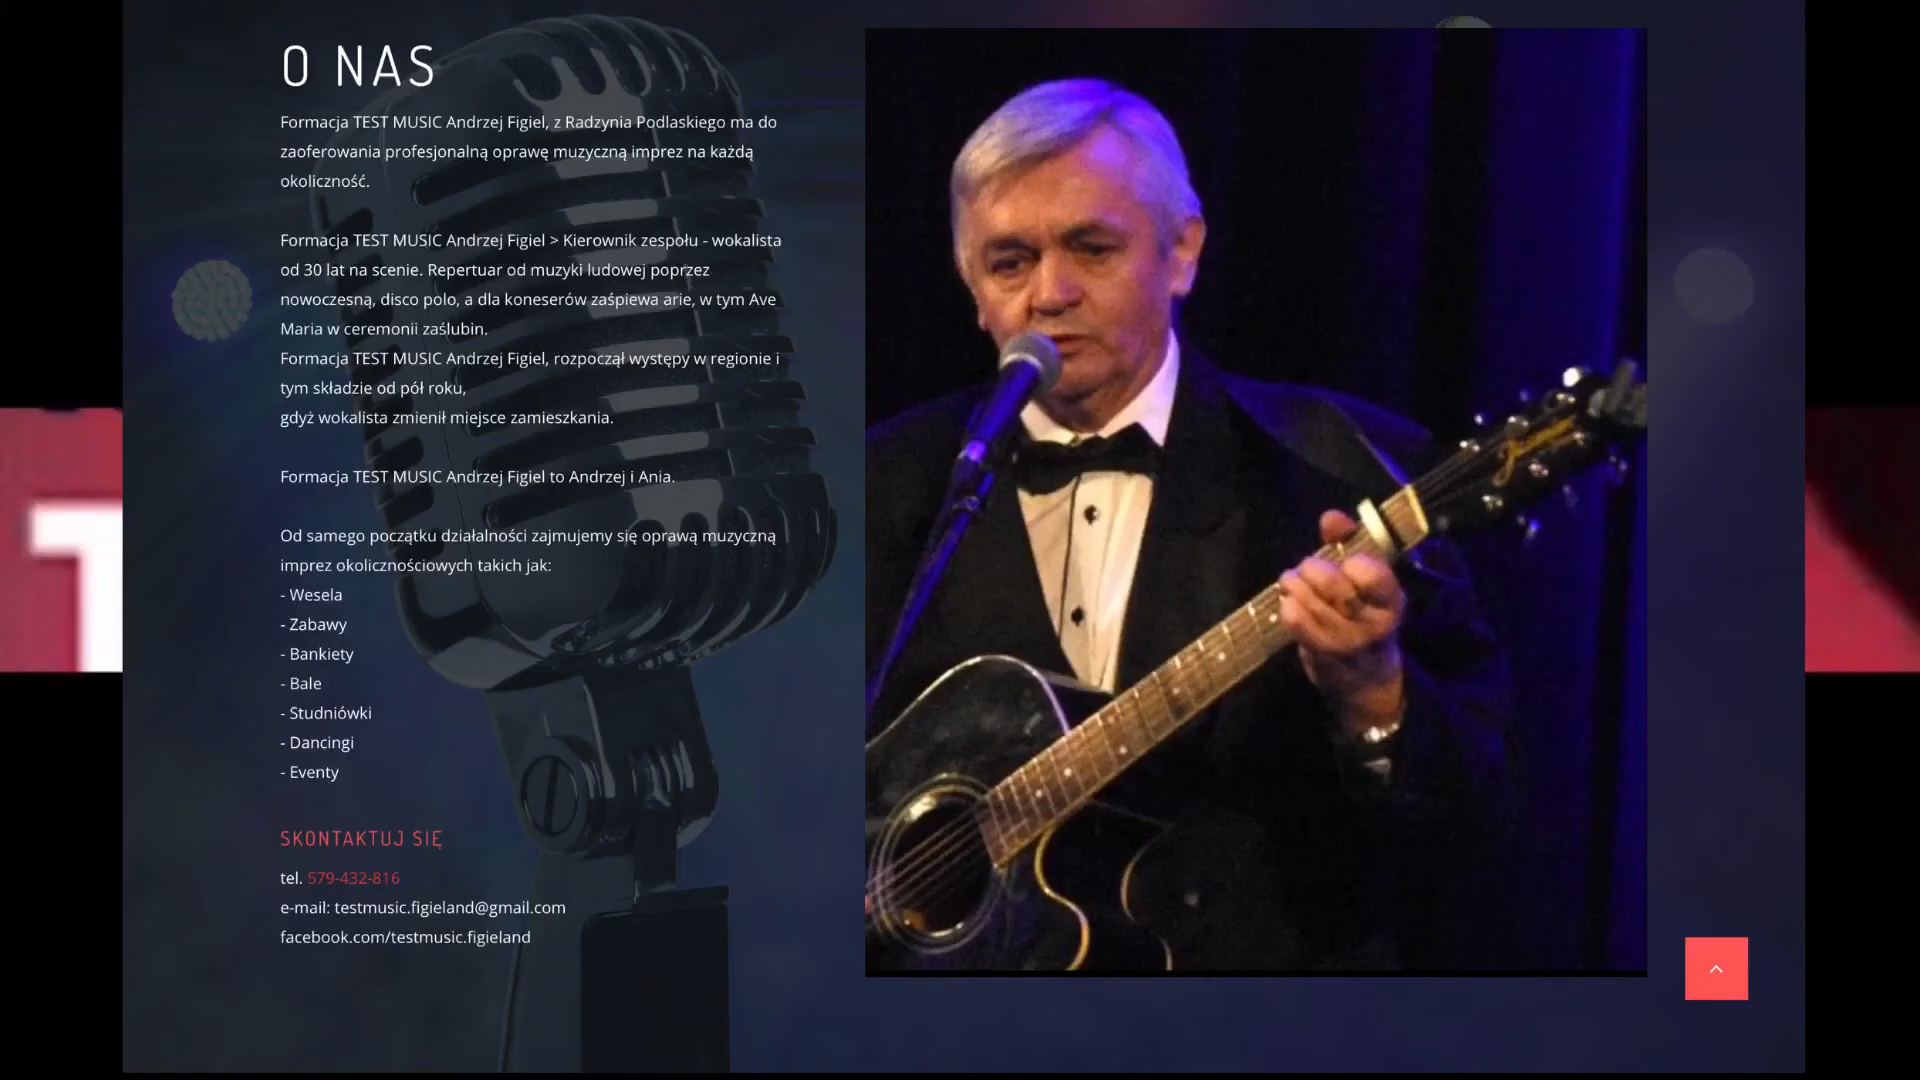 O NAS
Formacja TEST MUSIC Andrzej Figiel, z Radzynia Podlaskiego ma do
zaoferowania profesjonalną oprawę muzyczną imprez na każdą
okoliczność.
Formacja TEST MUSIC Andrzej Figiel > Kierownik zespołu - wokalista
od 30 lat na scenie. Repertuar od muzyki ludowej poprzez
nowoczesną, disco polo, a dla koneserów zaśpiewa arie, w tym Ave
Maria w ceremonii zaślubin.
Formacja TEST MUSIC Andrzej Figiel, rozpoczął występy w regionie i
tym składzie od pół roku,
gdyż wokalista zmienił miejsce zamieszkania.
Formacja TEST MUSIC Andrzej Figiel to Andrzej i Ania.
Od samego początku działalności zajmujemy się oprawą muzyczną
imprez okolicznościowych takich jak:
- Wesela
- Zabawy
- Bankiety
- Bale
- Studniówki
- Dancingi
- Eventy
SKONTAKTUJ SIĘ
tel. 579-432-816
e-mail: testmusic.figieland@gmail.com
facebook.com/testmusic.figieland